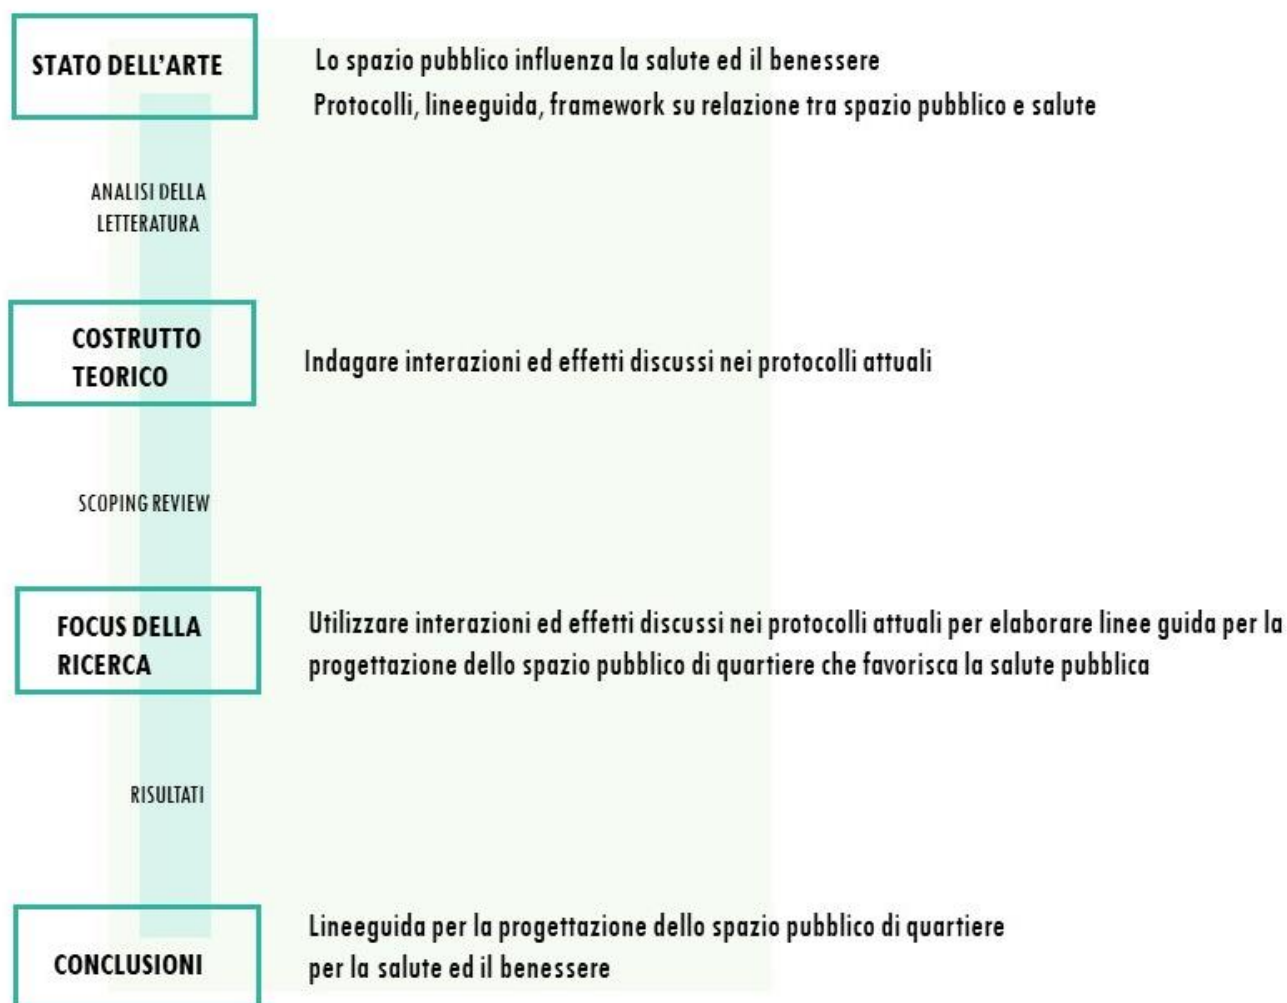 STATO DELL'ARTE
Lo spazio pubblico influenza la salute ed il benessere
Protocolli, lineeguida, framework su relazione tra spazio pubblico e salute
ANALISI DELLA
LETTERATURA
COSTRUTTO
TEORICO
Indagare interazioni ed effetti discussi nei protocolli attuali
SCOPING REVIEW
FOCUS DELLA
RICERCA
Utilizzare interazioni ed effetti discussi nei protocolli attuali per elaborare linee guida per la
progettazione dello spazio pubblico di quartiere che favorisca la salute pubblica
RISULTATI
CONCLUSIONI
Lineeguida per la progettazione dello spazio pubblico di quartiere
per la salute ed il benessere